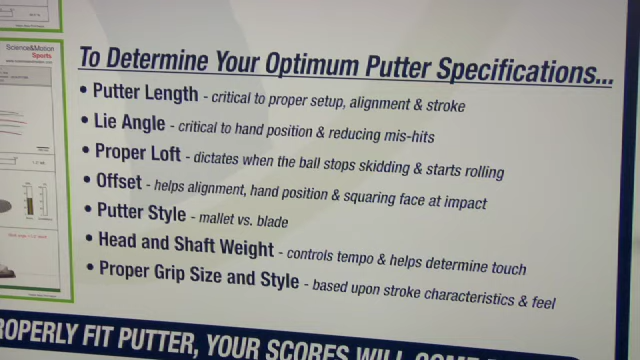 Science&Motion
Sports
To Determine Your Optimum Putter Specifications...
• Putter Length - critical to proper setup, alignment & stroke
• Lie Angle - critical to hand position & reducing mis-hits
• Proper Loft - dictates when the ball stops skidding & starts rolling
• Offset - helps alignment, hand position & squaring face at impact
• Putter Style - mallet vs. blade
• Head and Shaft Weight - controls tempo & helps determine touch
• Proper Grip Size and Style - based upon stroke characteristics & feel
ROPERLY FIT PUTTER, YOUR SCORES WILL COME